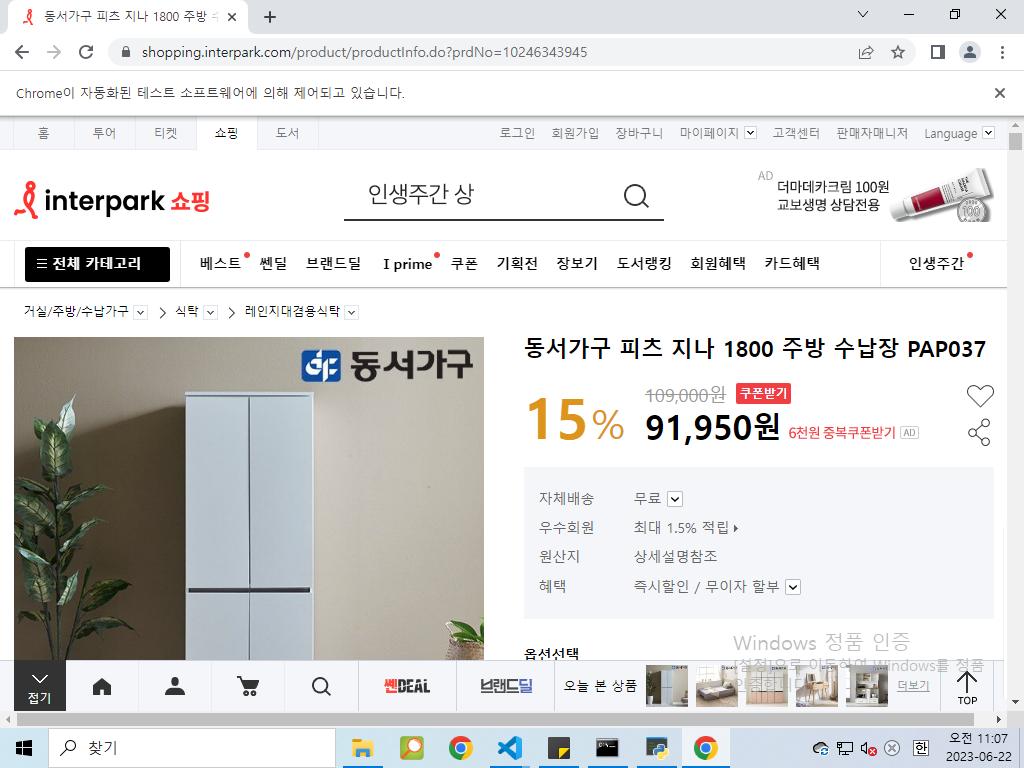 동서가구 피츠 지나 1800 주방 수
shopping.interpark.com/product/productInfo.do?prdNo=10246343945
Chrome이 자동화된 테스트 소프트웨어에 의해 제어되고 있습니다.
홈 투어 티켓 쇼핑 도서 로그인 회원가입 장바구니 마이페이지 고객센터 판매자매니저 Language
interpark 쇼핑
인생주간 상
AD
더마데카크림 100원
교보생명 상담전용
100
전체 카테고리 베스트 쎈딜 브랜드딜 I prime 쿠폰 기획전 장보기 도서랭킹 회원혜택 카드혜택 인생주간
거실/주방/수납가구 식탁 레인지대겸용식탁
동서가구
동서가구 피츠 지나 1800 주방 수납장 PAP037
15%
109,000원 쿠폰받기
91,950원 6천원 중복쿠폰받기 AD
자체배송 무료
우수회원 최대 1.5% 적립
원산지 상세설명참조
혜택 즉시할인 / 무이자 할부
옵션선택
Windows 정품 인증
[설정]으로 이동하여 Windows를 정품
인증합니다.
접기
쎈DEAL
브랜드딜
오늘 본 상품
더보기
TOP
찾기
한
오전 11:07
2023-06-22